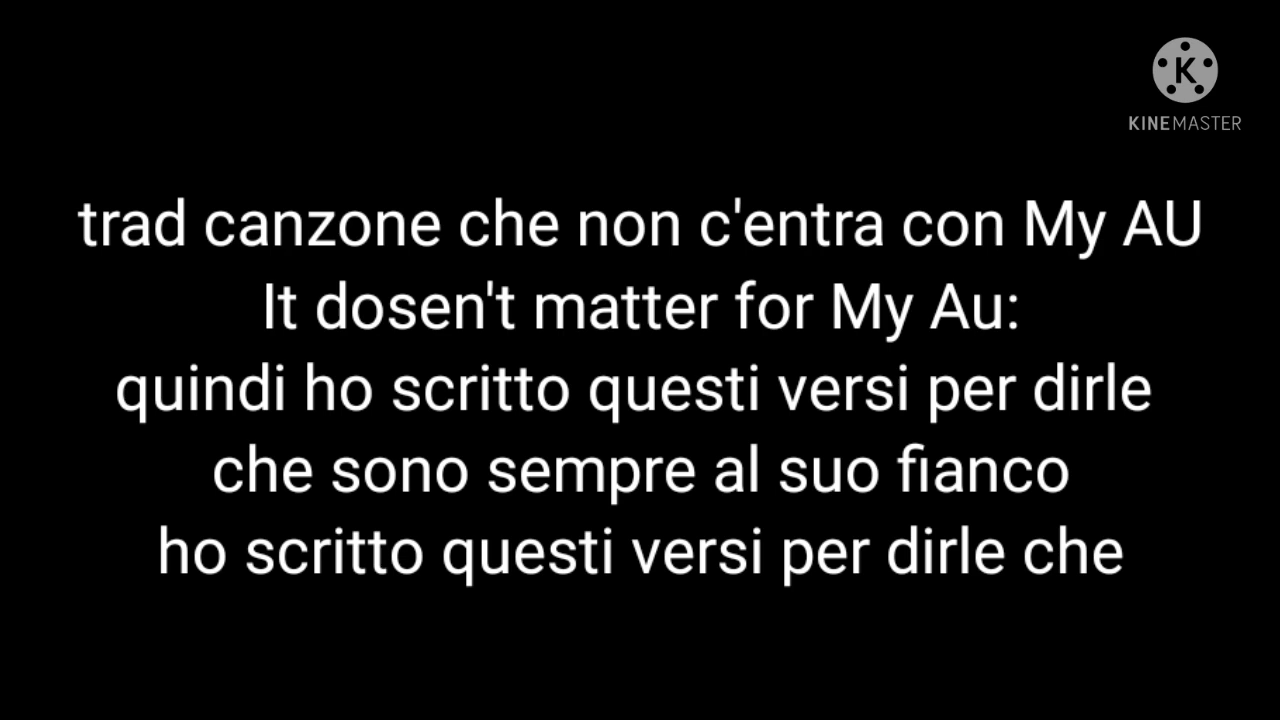 KINEMASTER
trad canzone che non c'entra con My AU
It dosen't matter for My Au:
quindi ho scritto questi versi per dirle
che sono sempre al suo fianco
ho scritto questi versi per dirle che